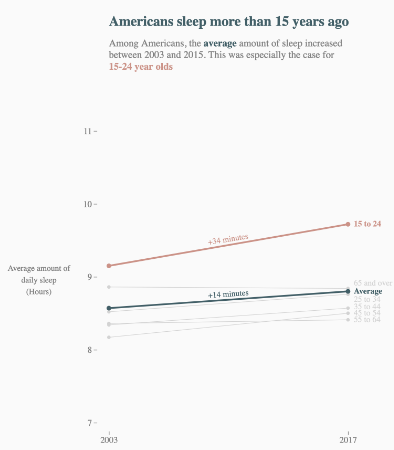 Americans sleep more than 15 years ago
Among Americans, the average amount of sleep increased
between 2003 and 2015. This was especially the case for
15-24 year olds
11
10
9
8
7
Average amount of
daily sleep
(Hours)
+34 minutes
+14 minutes
15 to 24
65 and over
Average
25 to 34
35 to 44
45 to 54
55 to 64
2003
2017